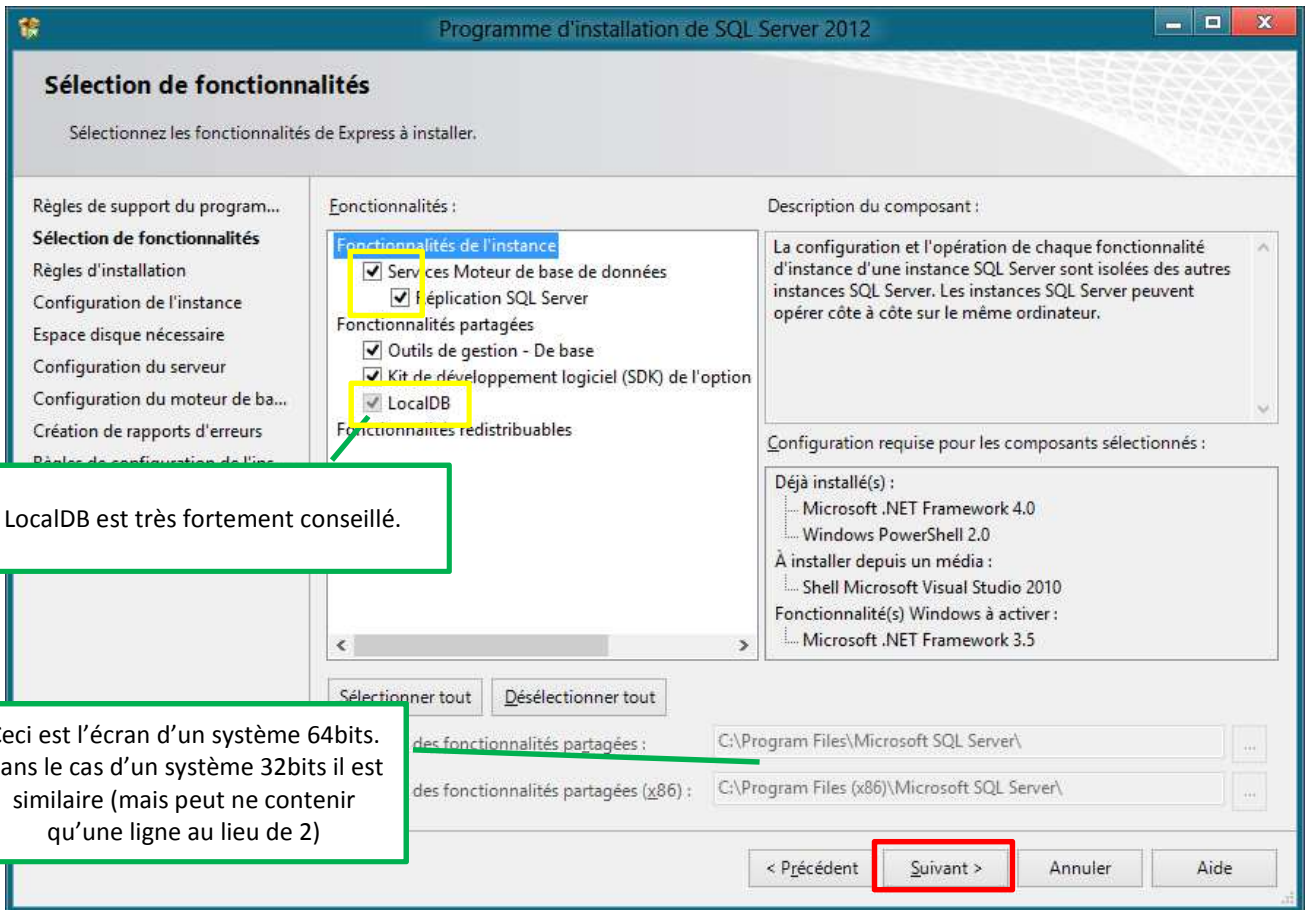 Programme d'installation de SQL Server 2012
Sélection de fonctionnalités
Sélectionnez les fonctionnalités de Express à installer.
Règles de support du program...
Sélection de fonctionnalités
Règles d'installation
Configuration de l'instance
Espace disque nécessaire
Configuration du serveur
Configuration du moteur de ba...
Création de rapports d'erreurs
Règles de configuration de l'ins...
Fonctionnalités :
Fonctionnalités de l'instance
Services Moteur de base de données
Réplication SQL Server
Fonctionnalités partagées
Outils de gestion - De base
Kit de développement logiciel (SDK) de l'option
LocalDB
Fonctionnalités redistribuables
Description du composant :
La configuration et l'opération de chaque fonctionnalité
d'instance d'une instance SQL Server sont isolées des autres
instances SQL Server. Les instances SQL Server peuvent
opérer côte à côte sur le même ordinateur.
Configuration requise pour les composants sélectionnés :
Déjà installé(s) :
Microsoft .NET Framework 4.0
Windows PowerShell 2.0
À installer depuis un média :
Shell Microsoft Visual Studio 2010
Fonctionnalité(s) Windows à activer :
Microsoft .NET Framework 3.5
LocalDB est très fortement conseillé.
Sélectionner tout
Désélectionner tout
Ceci est l'écran d'un système 64bits.
Dans le cas d'un système 32bits il est
similaire (mais peut ne contenir
qu'une ligne au lieu de 2)
des fonctionnalités partagées :
C:\Program Files\Microsoft SQL Server\
...
des fonctionnalités partagées (x86) :
C:\Program Files (x86)\Microsoft SQL Server\
...
< Précédent
Suivant >
Annuler
Aide